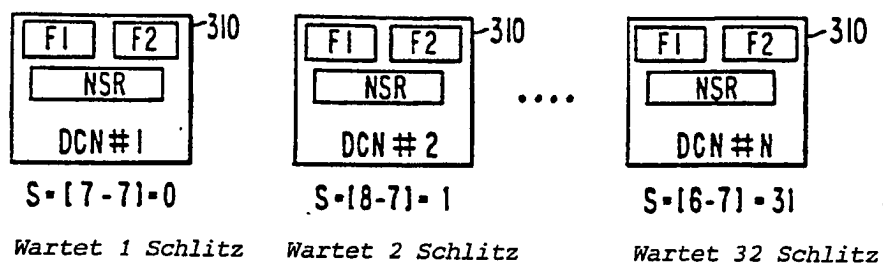 F1 F2 310
NSR
DCN#1
S=[7-7]=0
Wartet 1 Schlitz
F1 F2 310
NSR
DCN#2
S=[8-7]=1
Wartet 2 Schlitz
....
F1 F2 310
NSR
DCN#N
S=[6-7]=31
Wartet 32 Schlitz